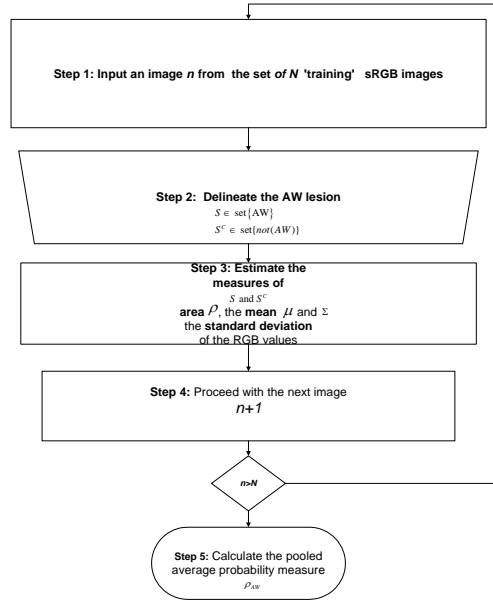 Step 1: Input an image n from the set of N 'training' sRGB images
Step 2: Delineate the AW lesion
S ∈ set{AW}
S^C ∈ set{not(AW)}
Step 3: Estimate the
measures of
S and S^C
area ρ, the mean μ and Σ
the standard deviation
of the RGB values
Step 4: Proceed with the next image
n+1
n>N
Step 5: Calculate the pooled
average probability measure
ρ_AW